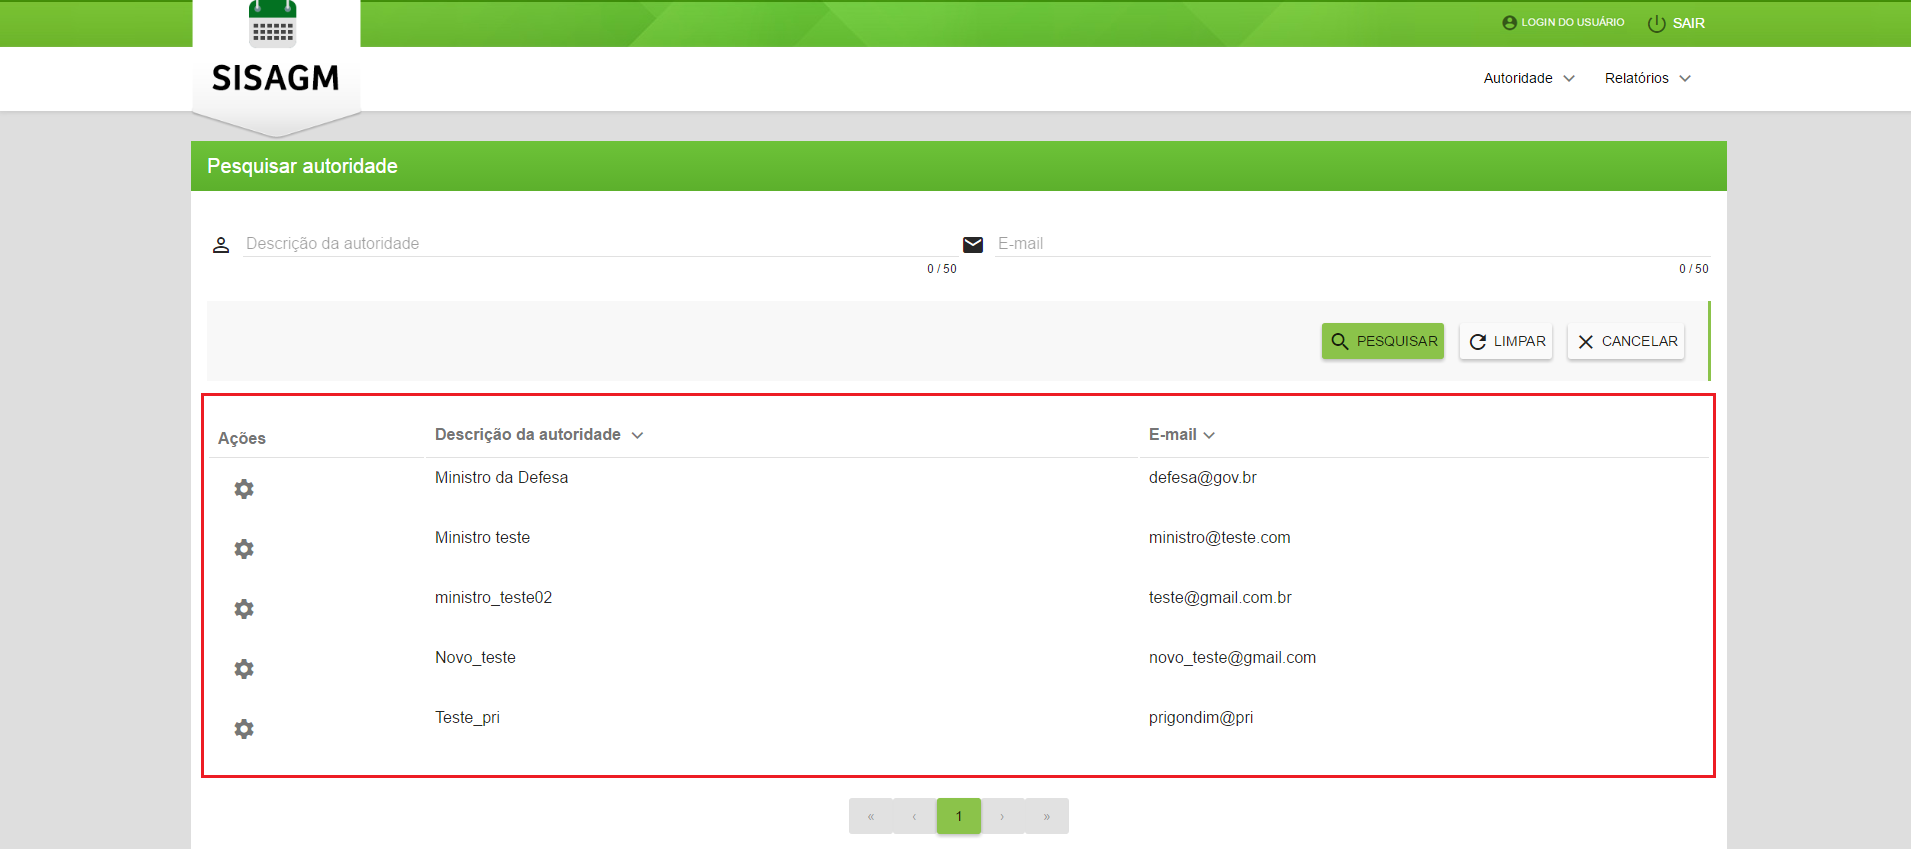 LOGIN DO USUÁRIO SAIR
SISAGM
Autoridade Relatórios
Pesquisar autoridade
Descrição da autoridade E-mail
0 / 50 0 / 50
PESQUISAR LIMPAR CANCELAR
Ações Descrição da autoridade E-mail
Ministro da Defesa defesa@gov.br
Ministro teste ministro@teste.com
ministro_teste02 teste@gmail.com.br
Novo_teste novo_teste@gmail.com
Teste_pri prigondim@pri
« ‹ 1 › »